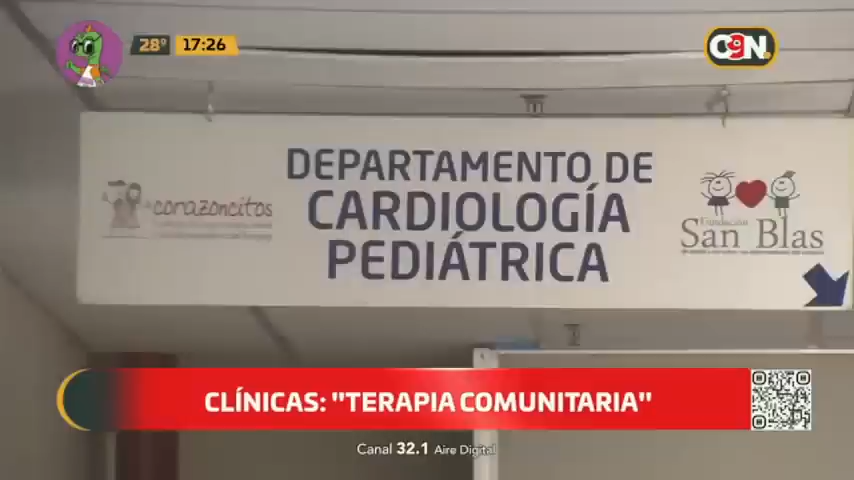 28º 17:26
C9N.
DEPARTAMENTO DE
CARDIOLOGÍA
PEDIÁTRICA
corazoncitos
Fundación
San Blas
CLÍNICAS: "TERAPIA COMUNITARIA"
Canal 32.1 Aire Digital